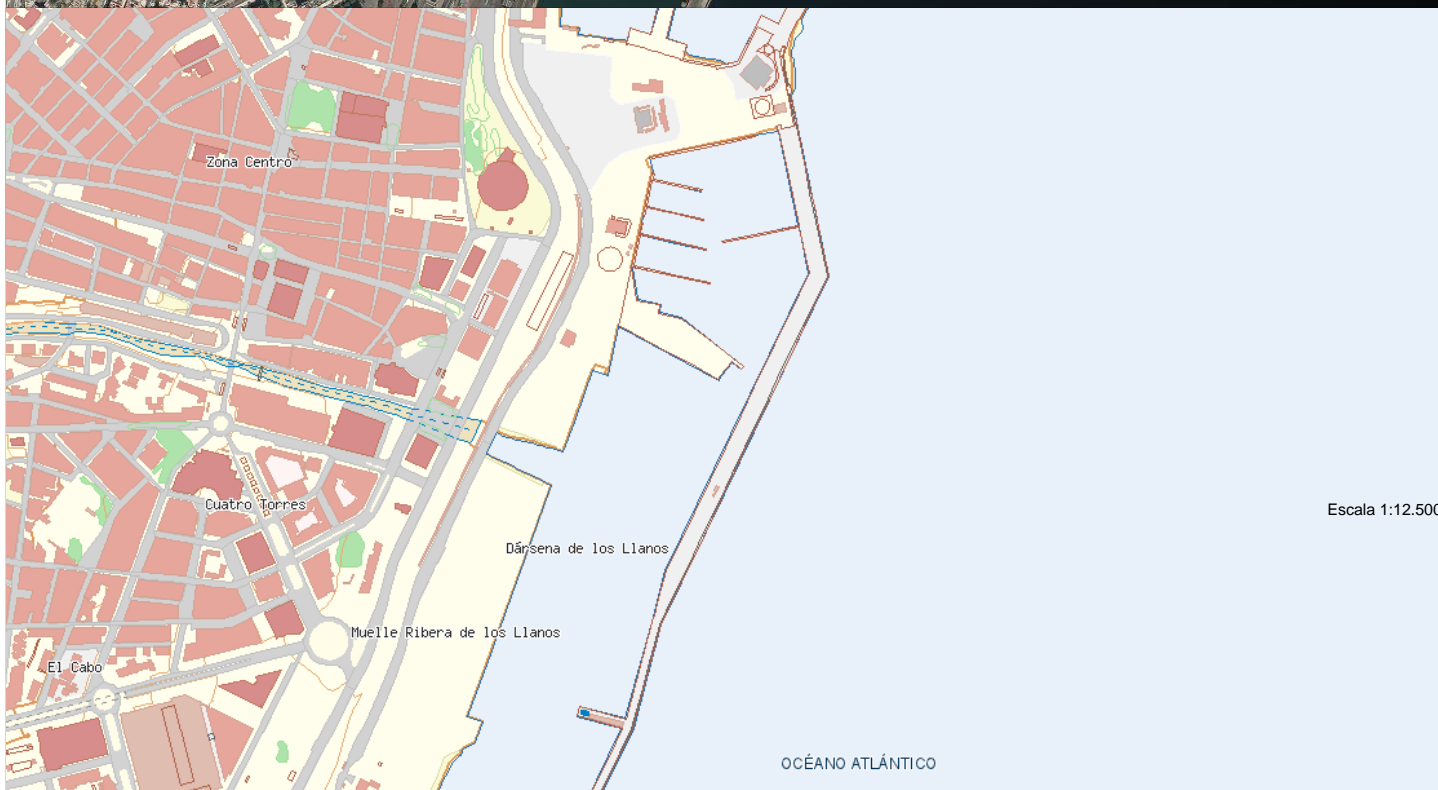 Zona Centro
Cuatro Torres
Escala 1:12.500
Dársena de los Llanos
Muelle Ribera de los Llanos
El Cabo
OCÉANO ATLÁNTICO